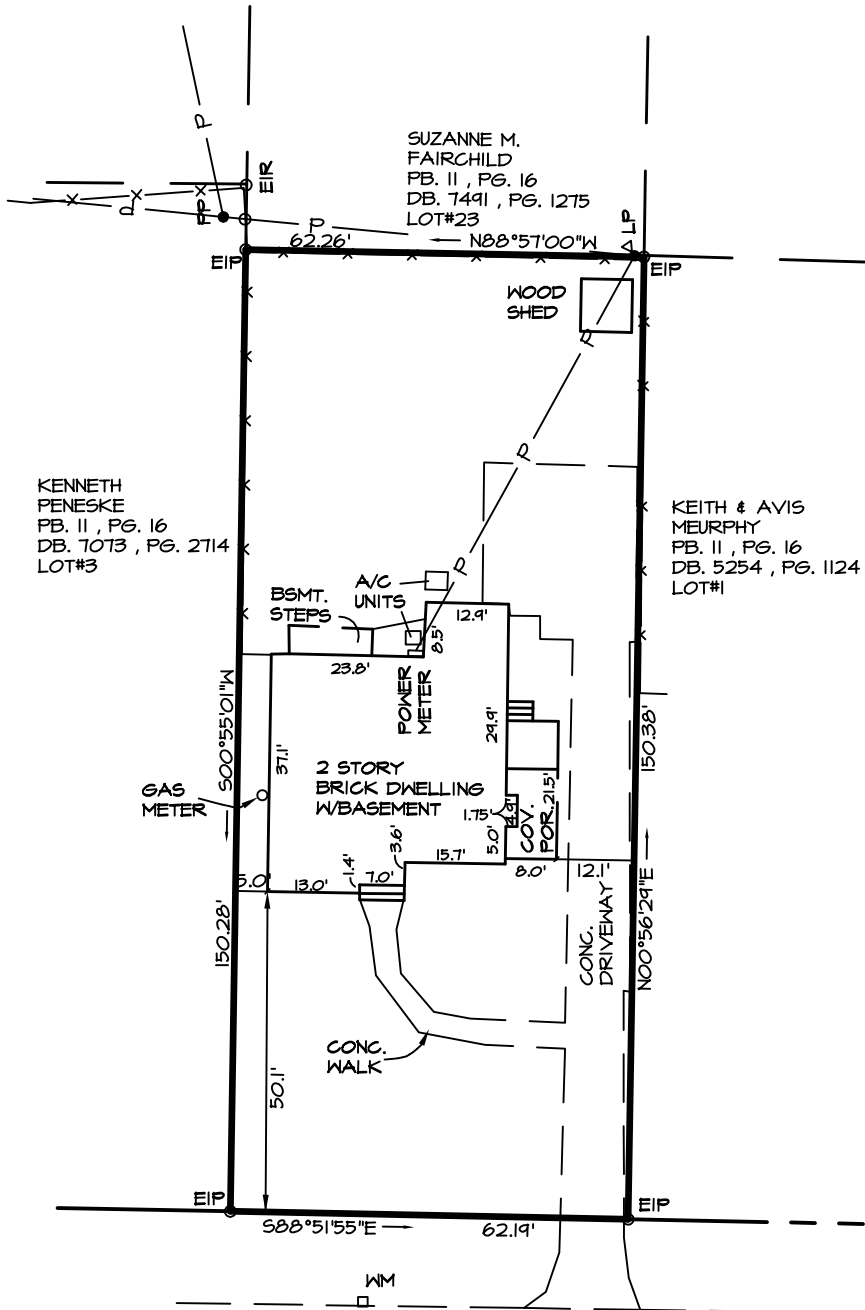 P
SUZANNE M.
FAIRCHILD
PB. 11 , PG. 16
DB. 7491 , PG. 1275
LOT#23
EIR
PP
P
P
LP
62.26'
N88°57'00"W
EIP
EIP
WOOD
SHED
P
P
KENNETH
PENESKE
PB. 11 , PG. 16
DB. 7073 , PG. 2714
LOT#3
KEITH & AVIS
MEURPHY
PB. 11 , PG. 16
DB. 5254 , PG. 1124
LOT#1
P
A/C
UNITS
BSMT.
STEPS
12.9'
8.5'
23.8'
POWER
METER
S00°55'01"W
29.9'
150.38'
37.1'
2 STORY
BRICK DWELLING
W/BASEMENT
GAS
METER
1.75'
4.9'
COV.
POR.
21.5'
5.0'
3.6'
15.7'
8.0'
12.1'
1.4'
7.0'
5.0'
13.0'
150.28'
CONC.
DRIVEWAY
N00°56'29"E
CONC.
WALK
50.1'
EIP
EIP
S88°51'55"E
62.19'
WM